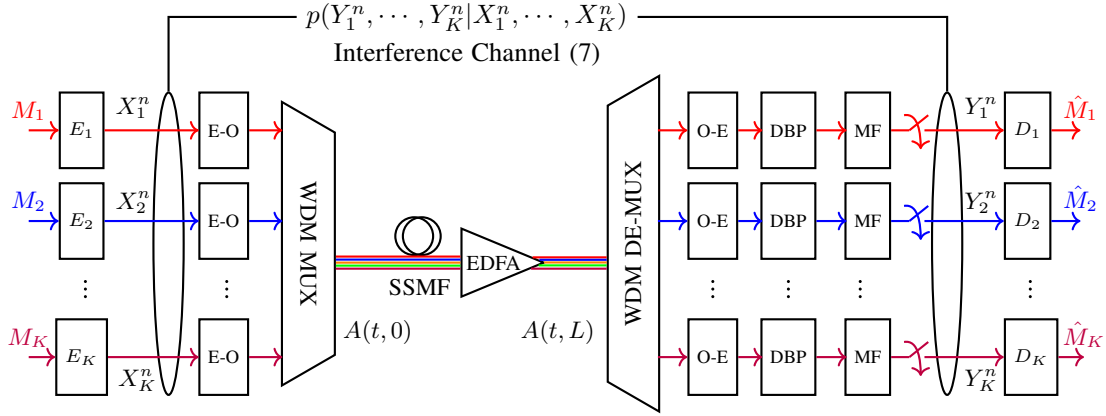 p(Y_1^n, ⋯ , Y_K^n|X_1^n, ⋯ , X_K^n)
Interference Channel (7)
M_1 E_1 X_1^n E-O O-E DBP MF Y_1^n D_1 M̂_1
M_2 E_2 X_2^n E-O O-E DBP MF Y_2^n D_2 M̂_2
WDM MUX
WDM DE-MUX
EDFA
SSMF
⋮ ⋮ ⋮ ⋮ ⋮ ⋮
A(t, 0)
A(t, L)
M_K E_K X_K^n E-O O-E DBP MF Y_K^n D_K M̂_K